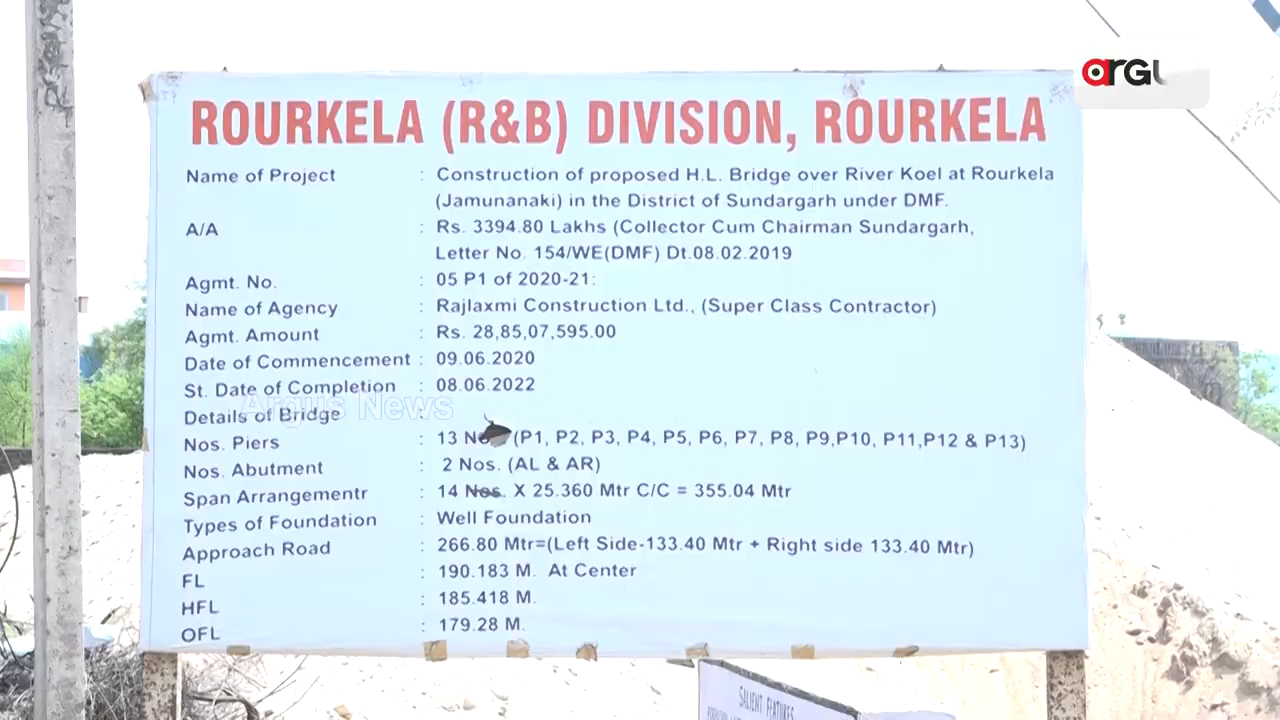 arGU
ROURKELA (R&B) DIVISION, ROURKELA
Name of Project : Construction of proposed H.L. Bridge over River Koel at Rourkela
(Jamunanaki) in the District of Sundargarh under DMF.
A/A : Rs. 3394.80 Lakhs (Collector Cum Chairman Sundargarh,
Letter No. 154/WE(DMF) Dt.08.02.2019
Agmt. No. : 05 P1 of 2020-21:
Name of Agency : Rajlaxmi Construction Ltd., (Super Class Contractor)
Agmt. Amount : Rs. 28,85,07,595.00
Date of Commencement : 09.06.2020
St. Date of Completion : 08.06.2022
Argus News
Details of Bridge :
Nos. Piers : 13 (P1, P2, P3, P4, P5, P6, P7, P8, P9,P10, P11,P12 & P13)
Nos. Abutment : 2 Nos. (AL & AR)
Span Arrangementr : 14 Nos. X 25.360 Mtr C/C = 355.04 Mtr
Types of Foundation : Well Foundation
Approach Road : 266.80 Mtr=(Left Side-133.40 Mtr + Right side 133.40 Mtr)
FL : 190.183 M. At Center
HFL : 185.418 M.
OFL : 179.28 M.
SALIENT FEATURES